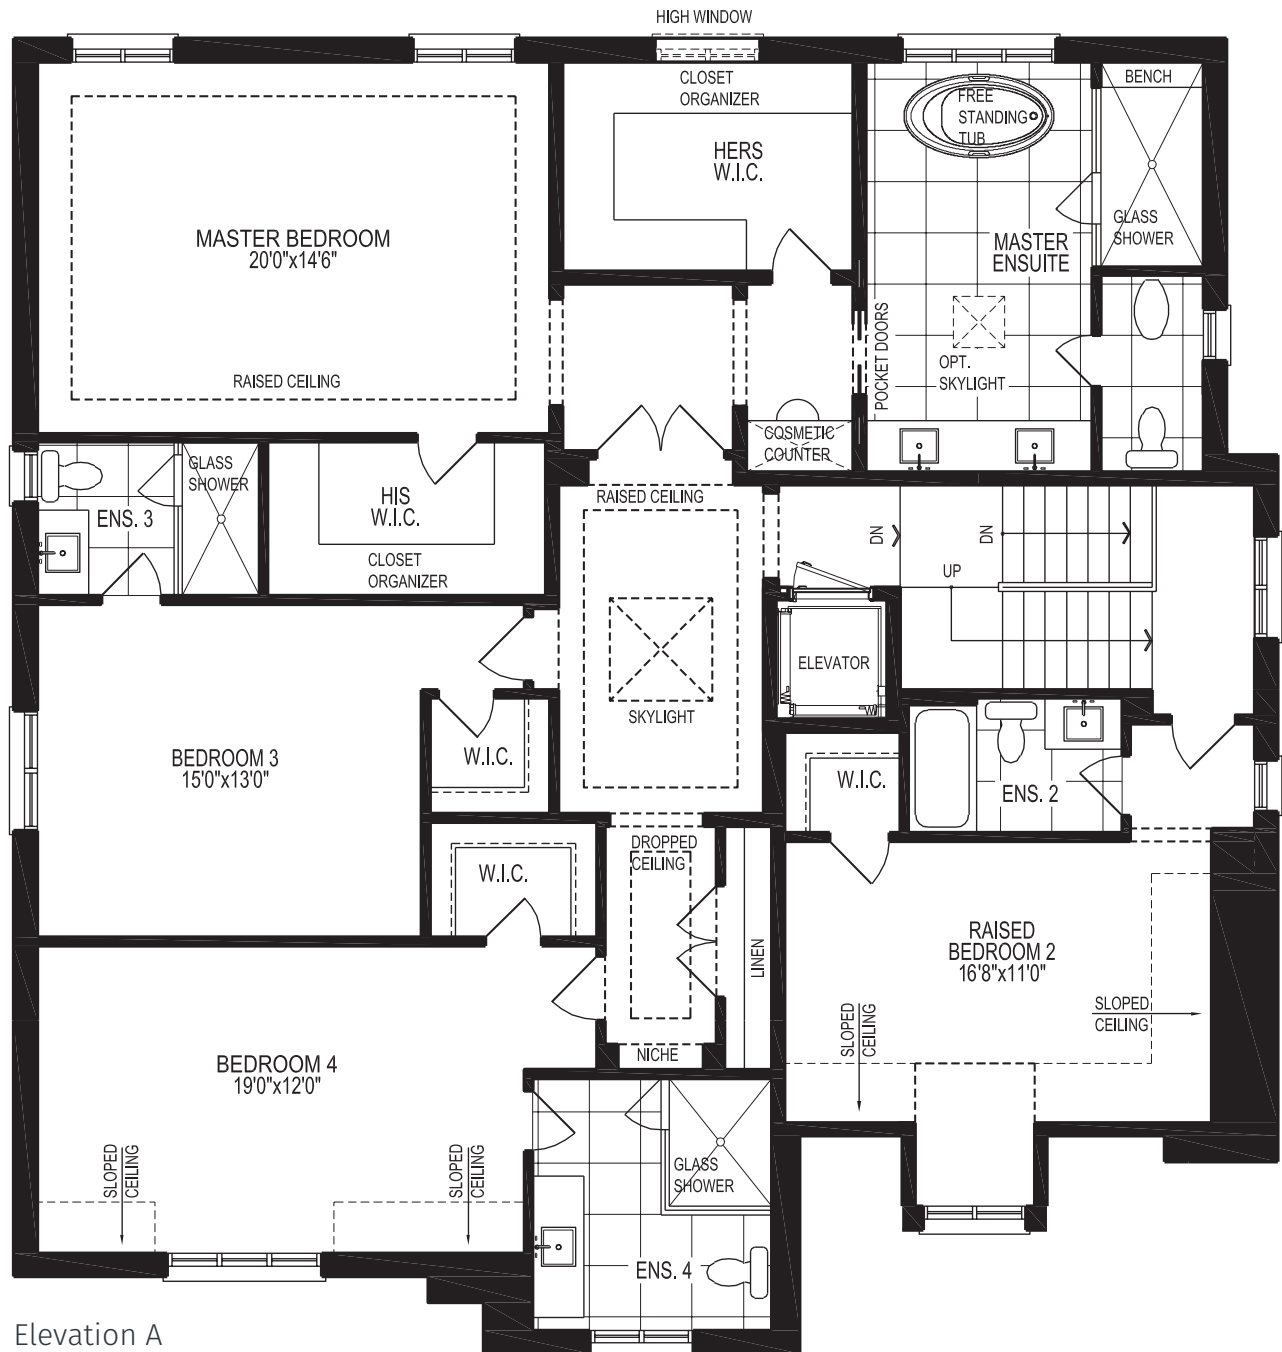 HIGH WINDOW
CLOSET
ORGANIZER
HERS
W.I.C.
FREE
STANDING
TUB
BENCH
GLASS
SHOWER
MASTER
ENSUITE
MASTER BEDROOM
20'0"x14'6"
RAISED CEILING
POCKET DOORS
OPT.
SKYLIGHT
COSMETIC
COUNTER
GLASS
SHOWER
ENS. 3
HIS
W.I.C.
CLOSET
ORGANIZER
RAISED CEILING
SKYLIGHT
DN
DN
UP
ELEVATOR
BEDROOM 3
15'0"x13'0"
W.I.C.
W.I.C.
W.I.C.
ENS. 2
DROPPED
CEILING
LINEN
NICHE
RAISED
BEDROOM 2
16'8"x11'0"
SLOPED
CEILING
SLOPED
CEILING
BEDROOM 4
19'0"x12'0"
SLOPED
CEILING
SLOPED
CEILING
GLASS
SHOWER
ENS. 4
Elevation A